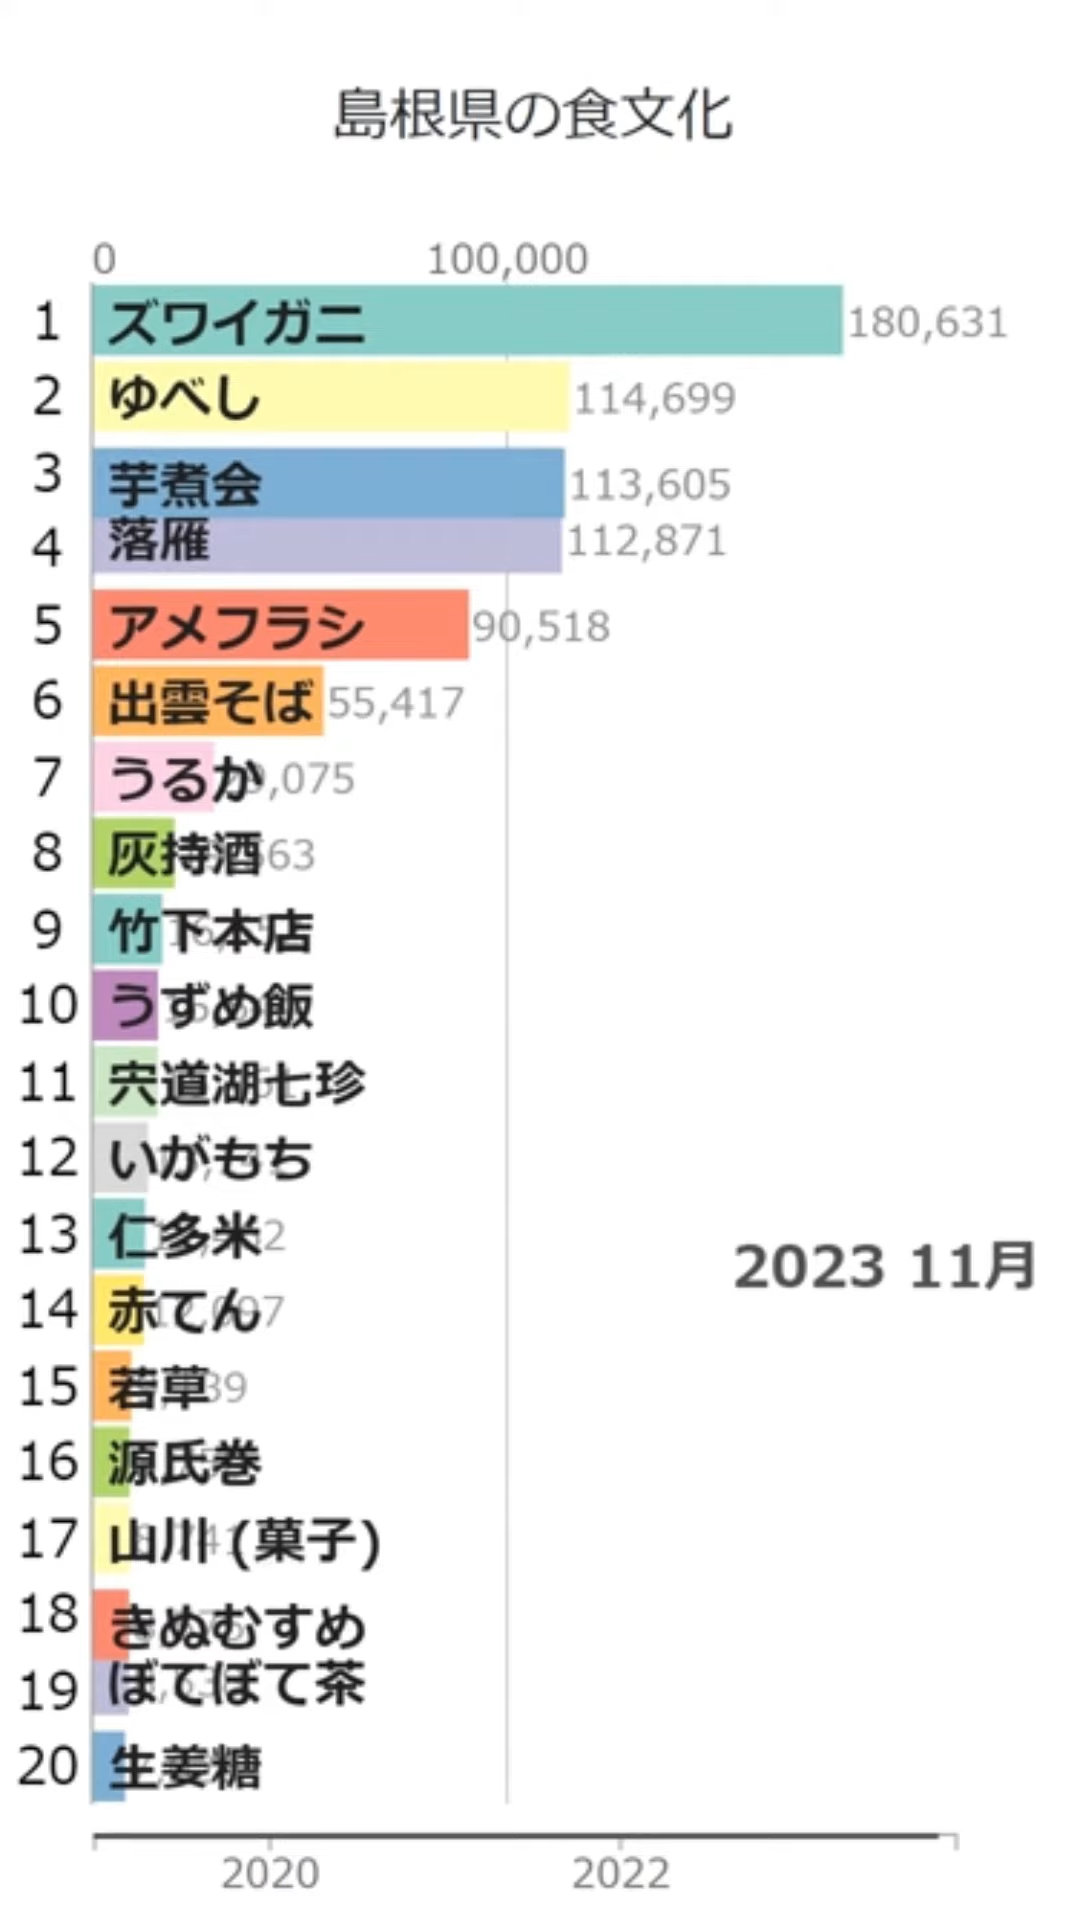 島根県の食文化
0 100,000
1 ズワイガニ 180,631
2 ゆべし 114,699
3 芋煮会 113,605
4 落雁 112,871
5 アメフラシ 90,518
6 出雲そば 55,417
7 うるか
8 灰持酒
9 竹下本店
10 うずめ飯
11 宍道湖七珍
12 いがもち
13 仁多米
14 赤てん
15 若草
16 源氏巻
17 山川 (菓子)
18 きぬむすめ
19 ぼてぼて茶
20 生姜糖
2023 11月
2020 2022